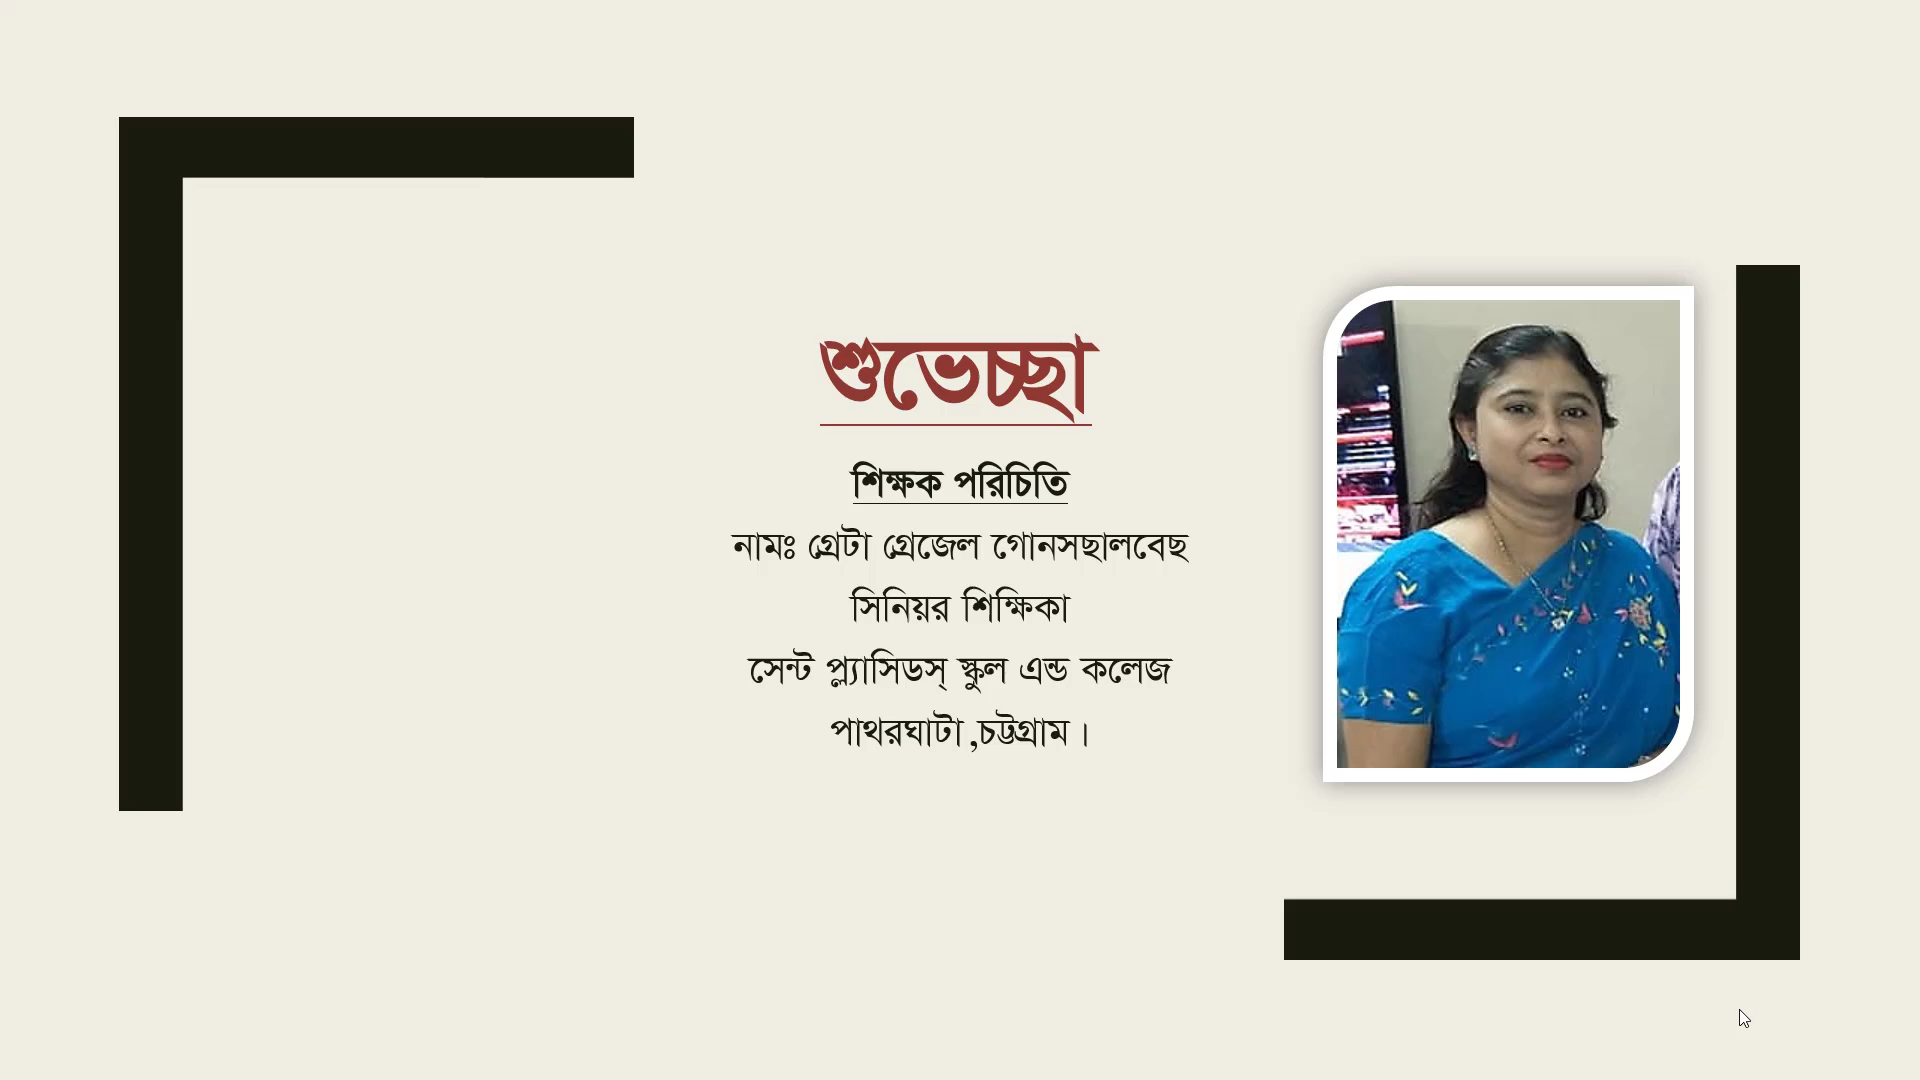 শুভেচ্ছা
শিক্ষক পরিচিতি
নামঃ গ্রেটা গ্রেজেল গোনসছালবেছ
সিনিয়র শিক্ষিকা
সেন্ট প্ল্যাসিডস্ স্কুল এন্ড কলেজ
পাথরঘাটা ,চট্টগ্রাম ।